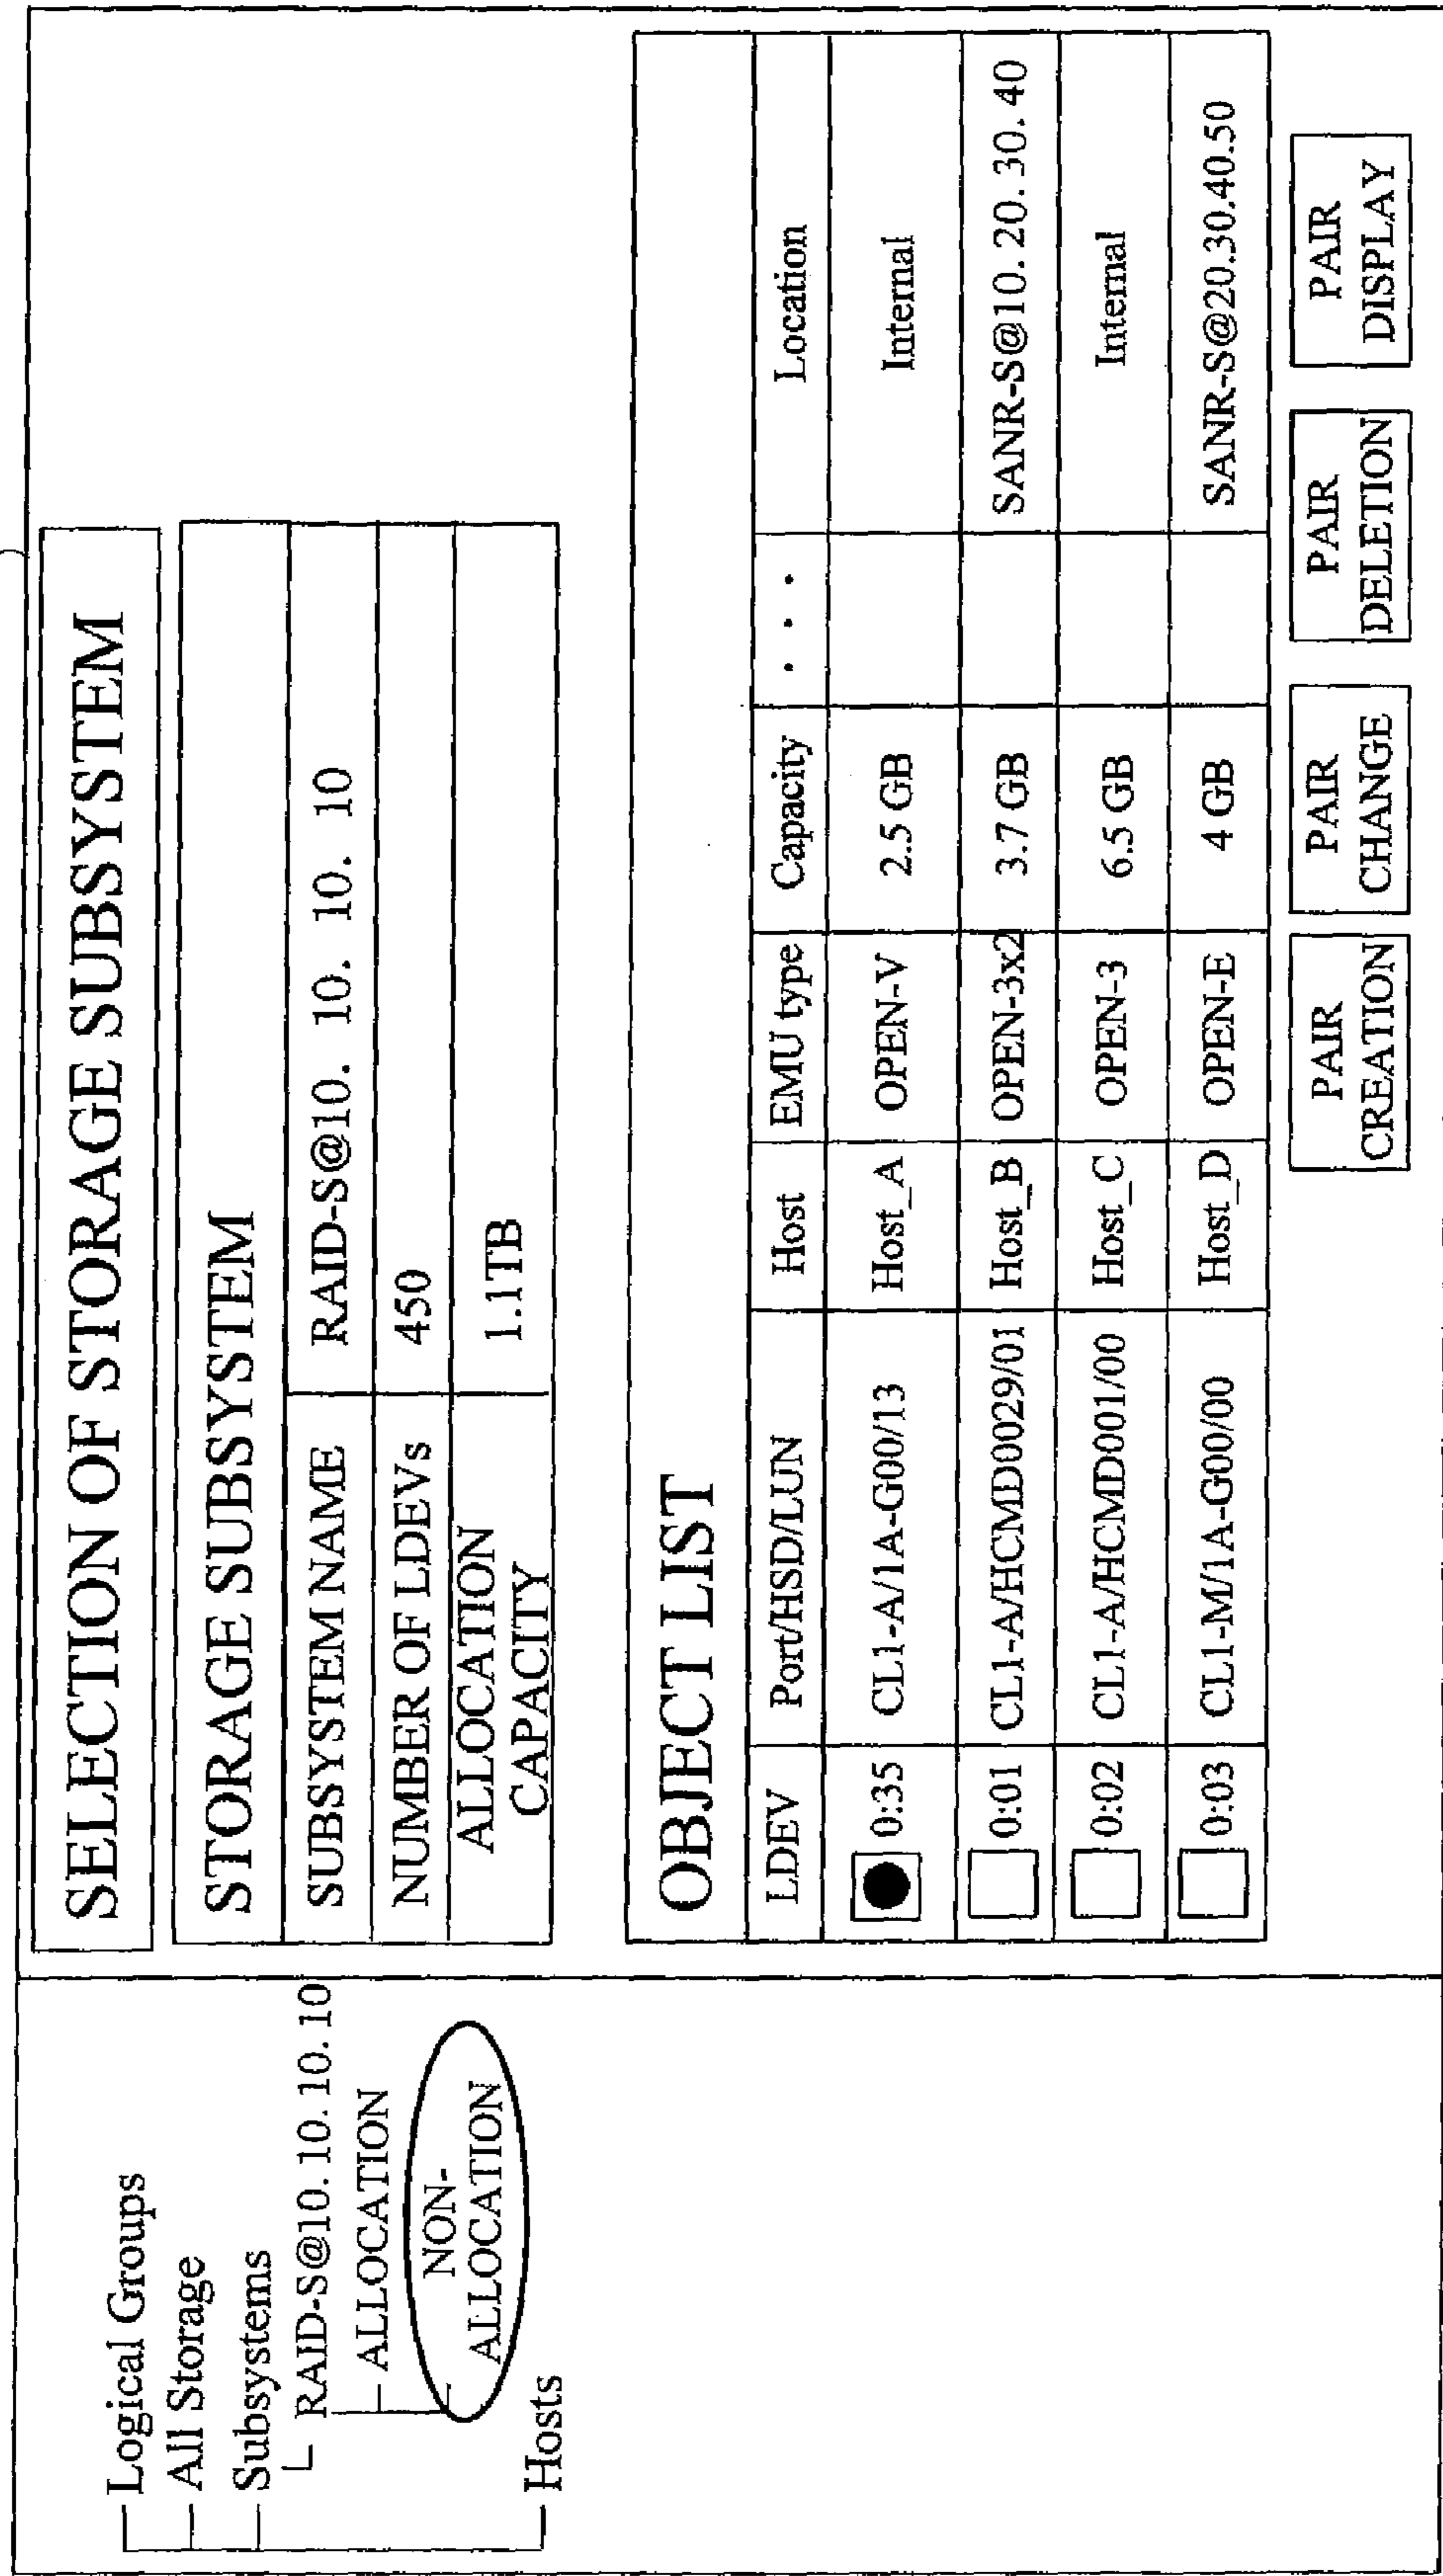 Logical Groups
All Storage
Subsystems
RAID-S@10. 10. 10. 10
ALLOCATION
NON-
ALLOCATION
Hosts
SELECTION OF STORAGE SUBSYSTEM
STORAGE SUBSYSTEM
SUBSYSTEM NAME RAID-S@10. 10. 10. 10
NUMBER OF LDEVs 450
ALLOCATION
CAPACITY 1.1TB
OBJECT LIST
LDEV Port/HSD/LUN Host EMU type Capacity . . . Location
0:35 CL1-A/1A-G00/13 Host_A OPEN-V 2.5 GB Internal
0:01 CL1-A/HCMD0029/01 Host_B OPEN-3x2 3.7 GB SANR-S@10. 20. 30. 40
0:02 CL1-A/HCMD001/00 Host_C OPEN-3 6.5 GB Internal
0:03 CL1-M/1A-G00/00 Host_D OPEN-E 4 GB SANR-S@20.30.40.50
PAIR
CREATION
PAIR
CHANGE
PAIR
DELETION
PAIR
DISPLAY